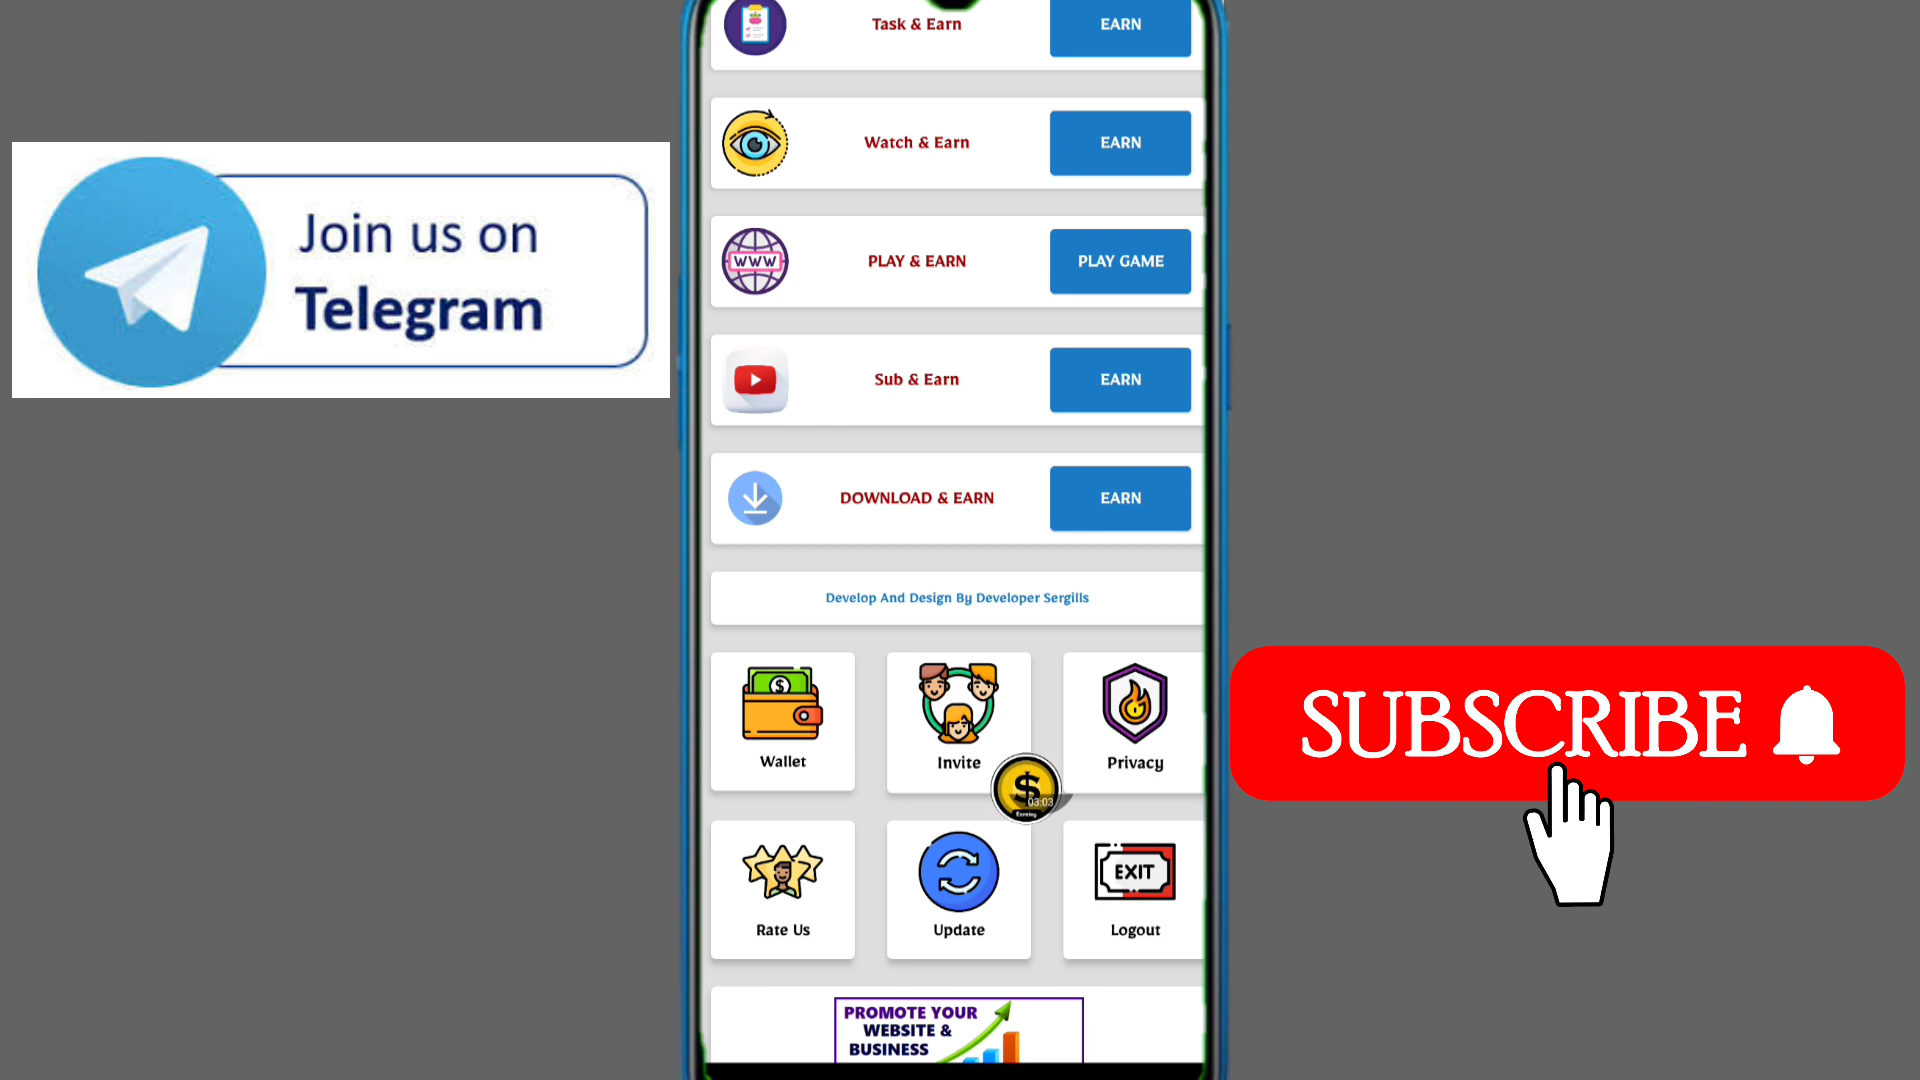 Task & Earn
EARN
Watch & Earn
EARN
WWW
PLAY & EARN
PLAY GAME
Sub & Earn
EARN
DOWNLOAD & EARN
EARN
Develop And Design By Developer Sergills
Wallet
Invite
Privacy
$
03:03
Earning
Rate Us
Update
EXIT
Logout
PROMOTE YOUR
WEBSITE &
BUSINESS
Join us on
Telegram
SUBSCRIBE